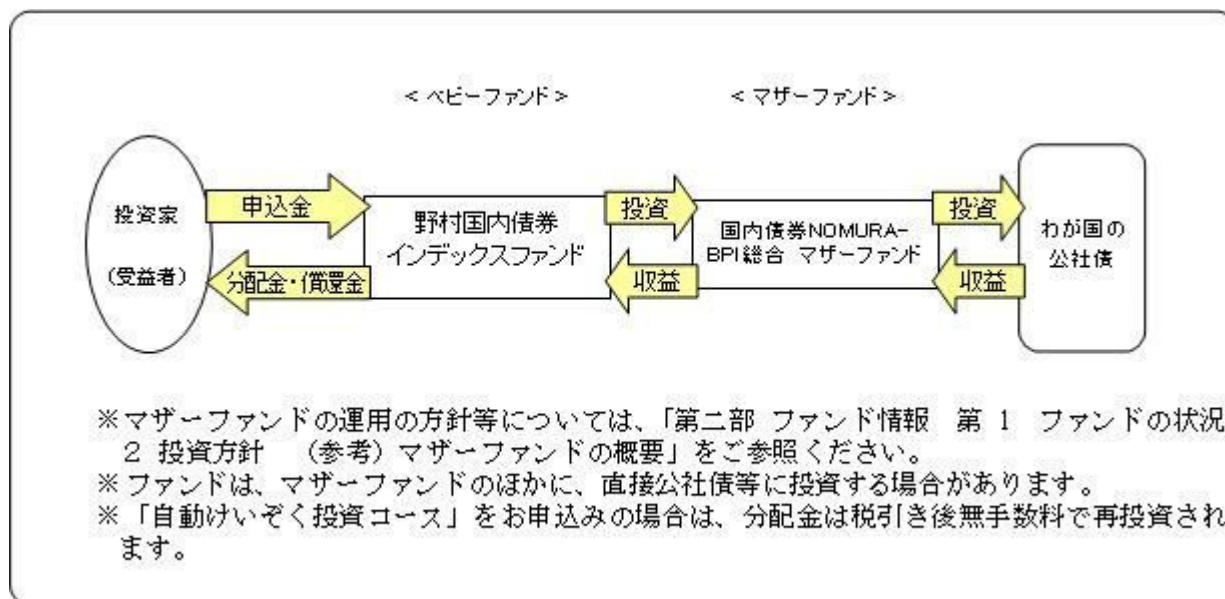 <ベビーファンド>
<マザーファンド>
投資家
(受益者)
申込金
分配金・償還金
野村国内債券
インデックスファンド
投資
収益
国内債券NOMURA-
BPI総合 マザーファンド
投資
収益
わが国の
公社債
※マザーファンドの運用の方針等については、「第二部 ファンド情報 第 1 ファンドの状況
2 投資方針 (参考) マザーファンドの概要」をご参照ください。
※ファンドは、マザーファンドのほかに、直接公社債等に投資する場合があります。
※「自動けいぞく投資コース」をお申込みの場合は、分配金は税引き後無手数料で再投資され
ます。